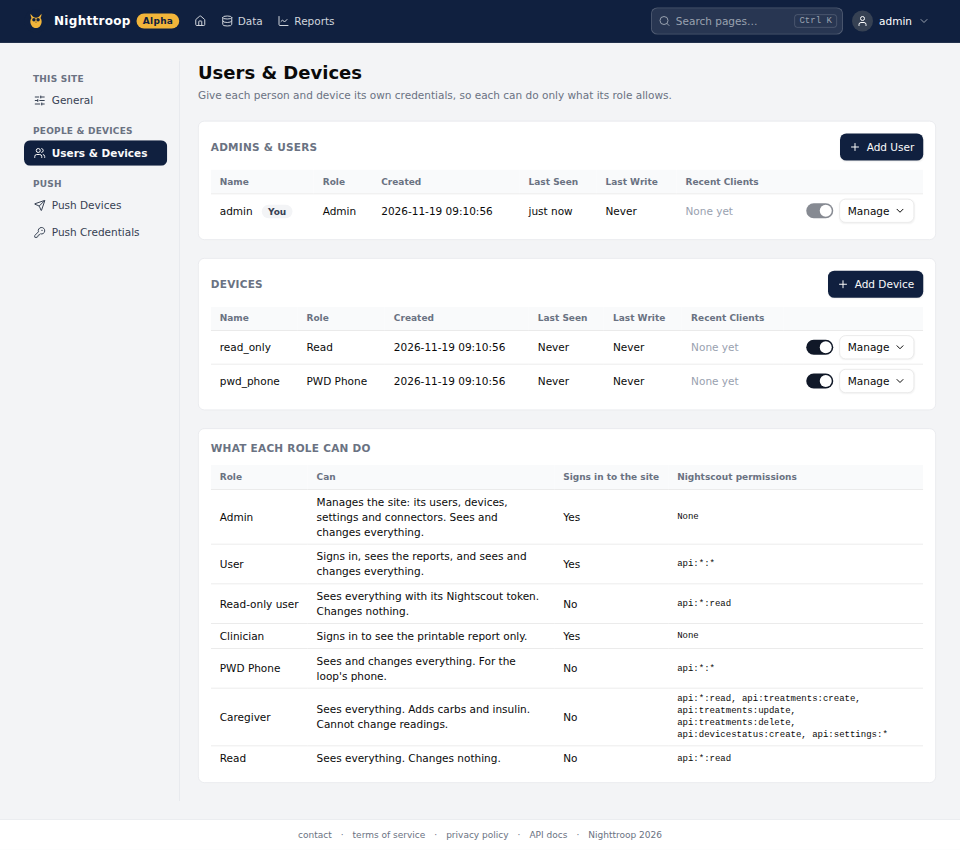 Nighttroop Alpha Data Reports Search pages... Ctrl K admin
THIS SITE
General
PEOPLE & DEVICES
Users & Devices
PUSH
Push Devices
Push Credentials
Users & Devices
Give each person and device its own credentials, so each can do only what its role allows.
ADMINS & USERS Add User
Name Role Created Last Seen Last Write Recent Clients
admin You Admin 2026-11-19 09:10:56 just now Never None yet Manage
DEVICES Add Device
Name Role Created Last Seen Last Write Recent Clients
read_only Read 2026-11-19 09:10:56 Never Never None yet Manage
pwd_phone PWD Phone 2026-11-19 09:10:56 Never Never None yet Manage
WHAT EACH ROLE CAN DO
Role Can Signs in to the site Nightscout permissions
Admin Manages the site: its users, devices, settings and connectors. Sees and changes everything. Yes None
User Signs in, sees the reports, and sees and changes everything. Yes api:*:*
Read-only user Sees everything with its Nightscout token. Changes nothing. No api:*:read
Clinician Signs in to see the printable report only. Yes None
PWD Phone Sees and changes everything. For the loop's phone. No api:*:*
Caregiver Sees everything. Adds carbs and insulin. Cannot change readings. No api:*:read, api:treatments:create, api:treatments:update, api:treatments:delete, api:devicestatus:create, api:settings:*
Read Sees everything. Changes nothing. No api:*:read
contact · terms of service · privacy policy · API docs · Nighttroop 2026